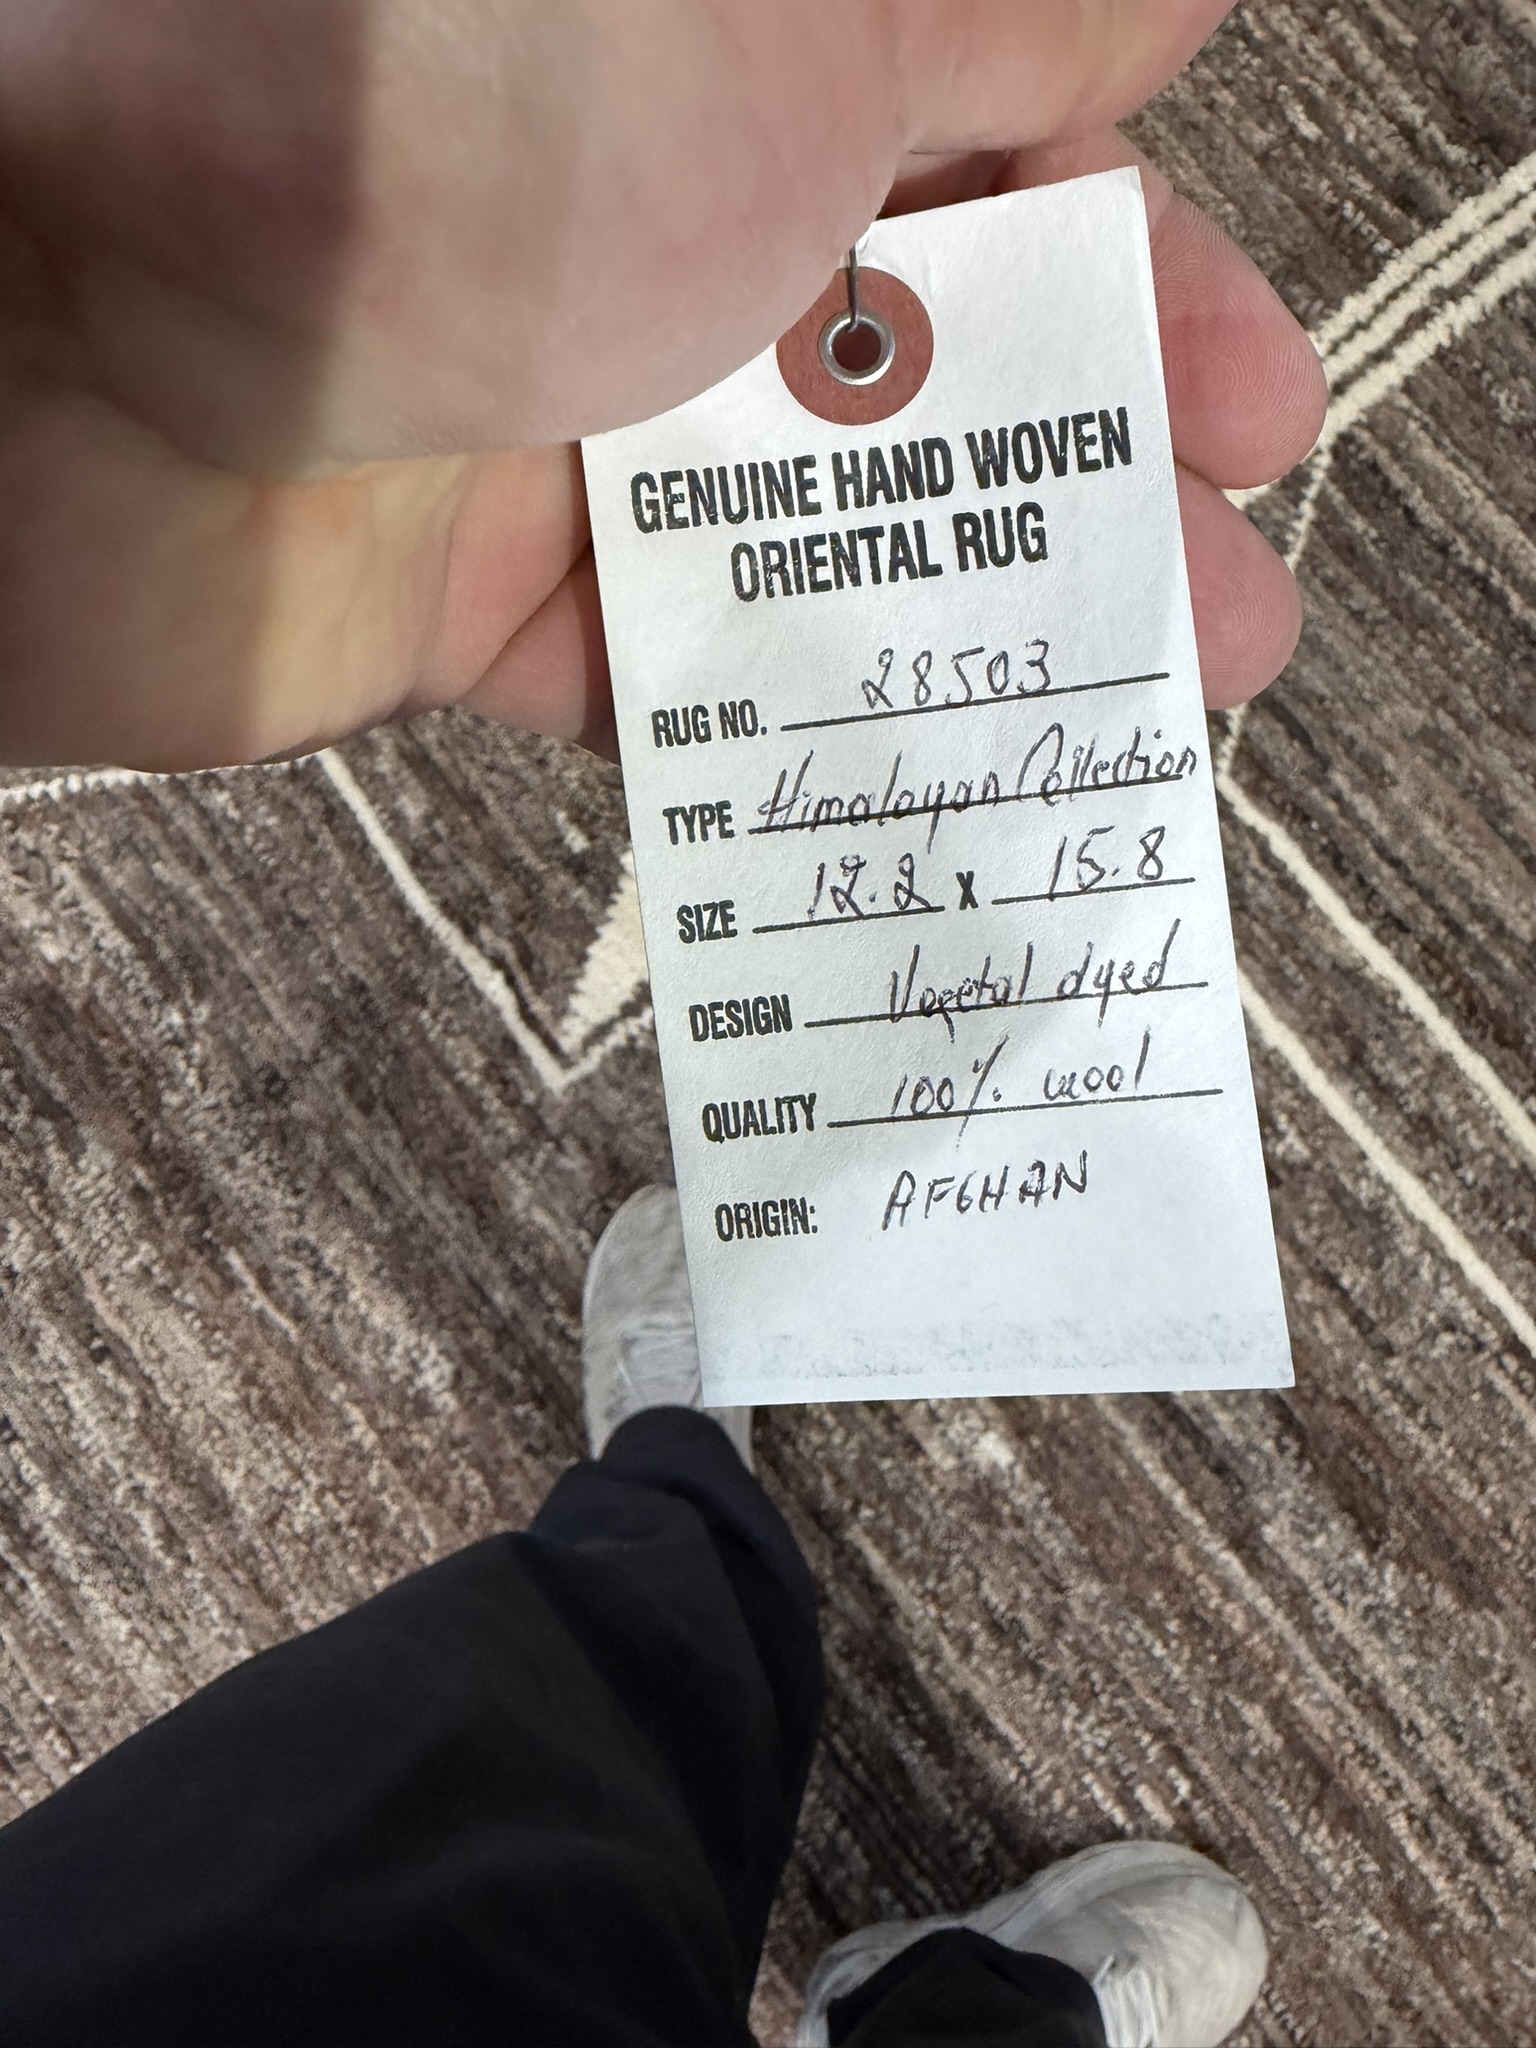 GENUINE HAND WOVEN
ORIENTAL RUG
RUG NO. 28503
TYPE Himalayan Collection
SIZE 12.2 X 15.8
DESIGN Vegetal dyed
QUALITY 100% wool
ORIGIN: AFGHAN